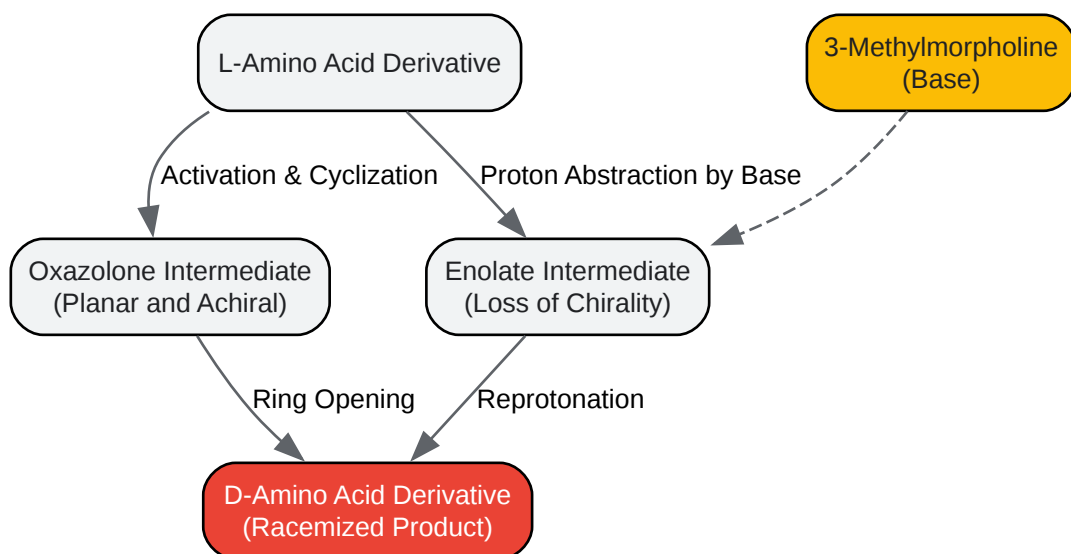 L-Amino Acid Derivative
3-Methylmorpholine
(Base)
Activation & Cyclization
Proton Abstraction by Base
Oxazolone Intermediate
(Planar and Achiral)
Enolate Intermediate
(Loss of Chirality)
Ring Opening
Reprotonation
D-Amino Acid Derivative
(Racemized Product)